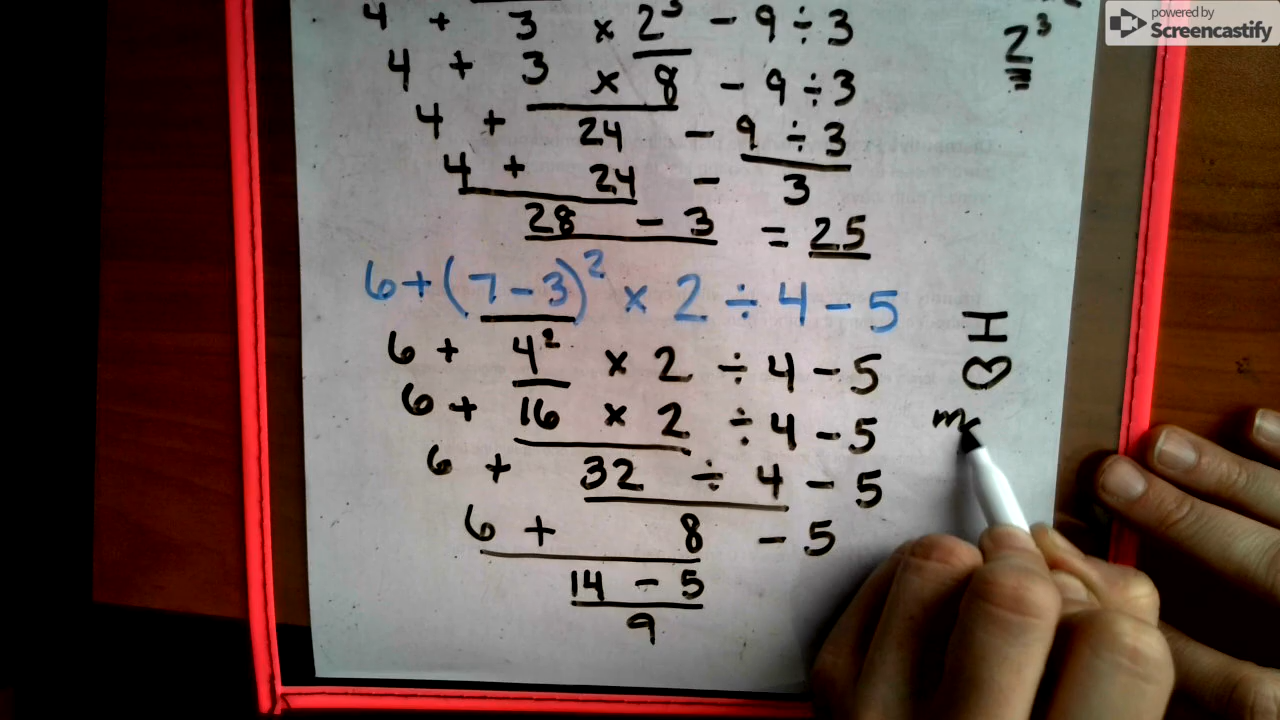 4 + 3 × 2³ - 9 ÷ 3
4 + 3 × 8 - 9 ÷ 3
4 + 24 - 9 ÷ 3
4 + 24 - 3
28 - 3 = 25
6 + (7 - 3)² × 2 ÷ 4 - 5
6 + 4² × 2 ÷ 4 - 5
6 + 16 × 2 ÷ 4 - 5
6 + 32 ÷ 4 - 5
6 + 8 - 5
14 - 5
9
2³
I
♡
powered by
Screencastify